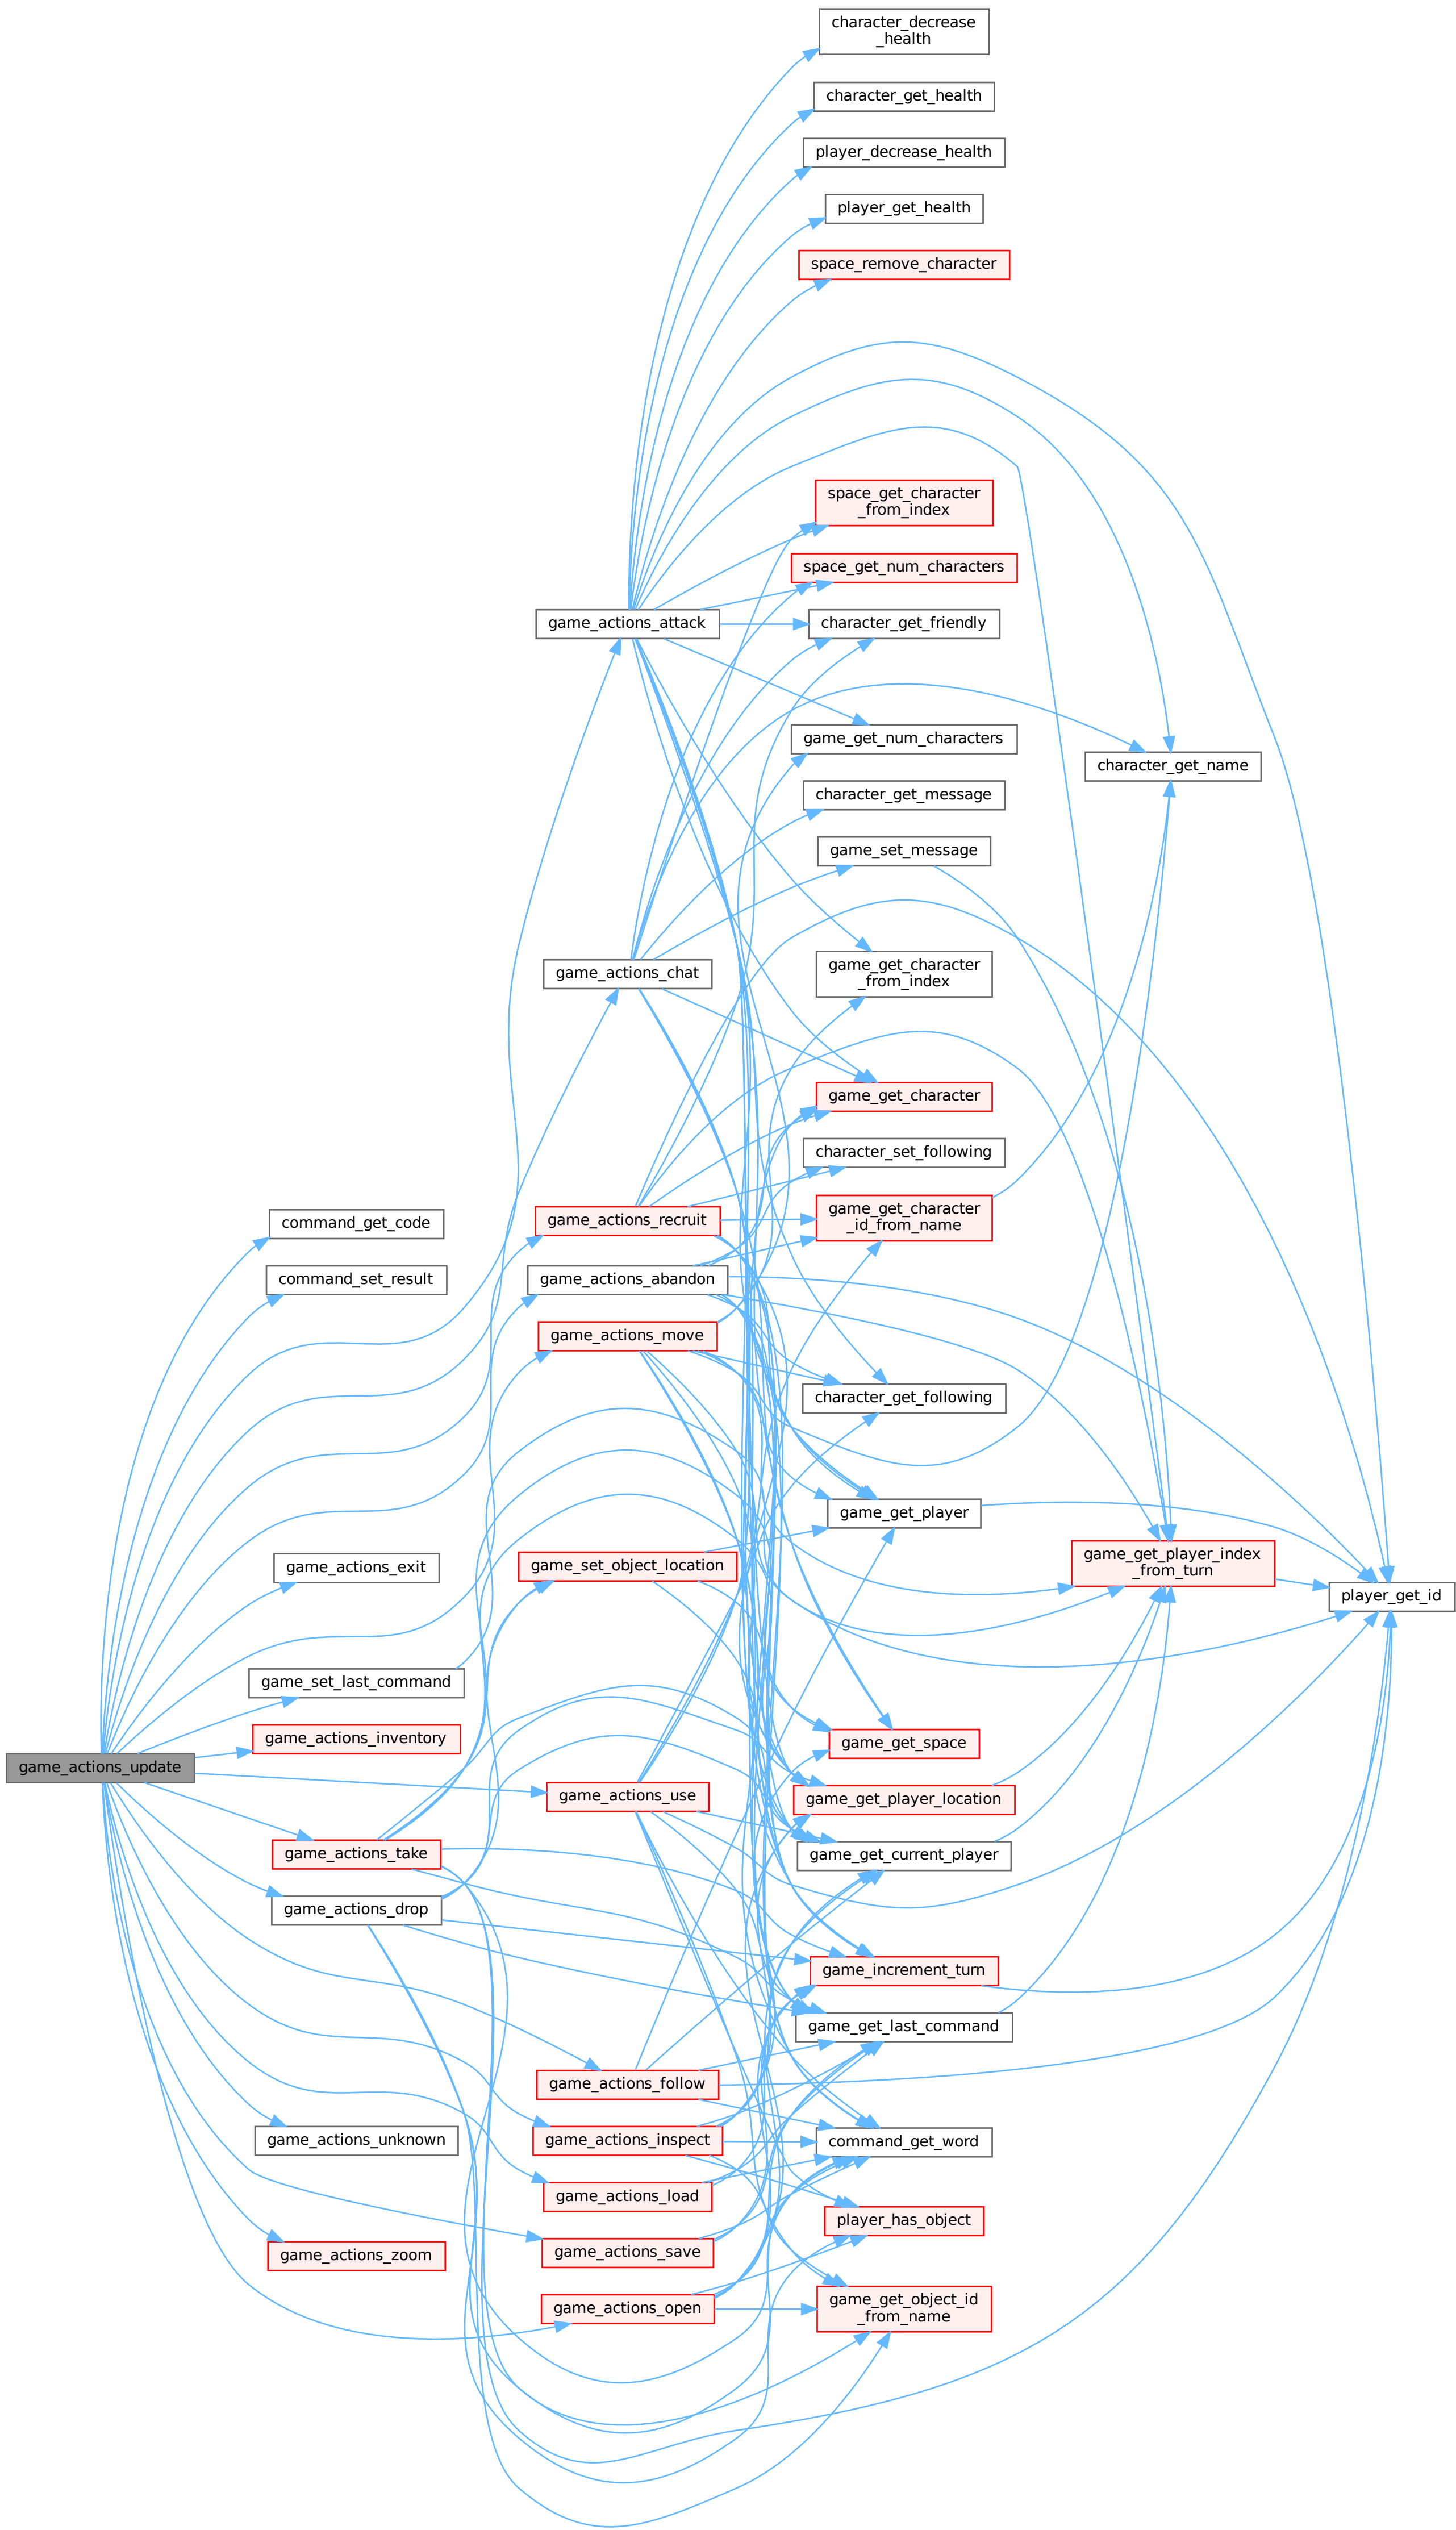 character_decrease
_health
character_get_health
player_decrease_health
player_get_health
space_remove_character
space_get_character
_from_index
space_get_num_characters
game_actions_attack
character_get_friendly
game_get_num_characters
character_get_name
character_get_message
game_set_message
game_actions_chat
game_get_character
_from_index
game_get_character
character_set_following
command_get_code
game_actions_recruit
game_get_character
_id_from_name
command_set_result
game_actions_abandon
game_actions_move
character_get_following
game_get_player
game_actions_exit
game_set_object_location
game_get_player_index
_from_turn
player_get_id
game_set_last_command
game_actions_inventory
game_get_space
game_actions_update
game_actions_use
game_get_player_location
game_actions_take
game_get_current_player
game_actions_drop
game_increment_turn
game_get_last_command
game_actions_follow
game_actions_unknown
game_actions_inspect
command_get_word
game_actions_load
player_has_object
game_actions_zoom
game_actions_save
game_actions_open
game_get_object_id
_from_name